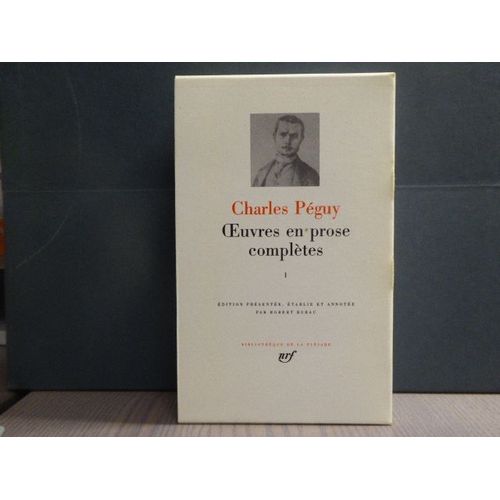 Charles Péguy
Œuvres en prose
complètes
I
ÉDITION PRÉSENTÉE, ÉTABLIE ET ANNOTÉE
PAR ROBERT BURAC
BIBLIOTHÈQUE DE LA PLÉIADE
nrf